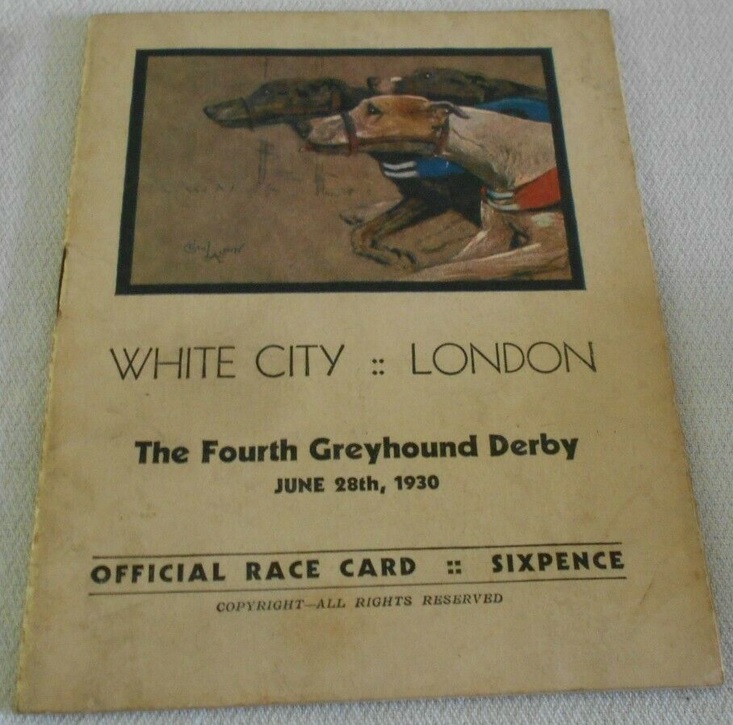 WHITE CITY :: LONDON
The Fourth Greyhound Derby
JUNE 28th, 1930
OFFICIAL RACE CARD :: SIXPENCE
COPYRIGHT—ALL RIGHTS RESERVED